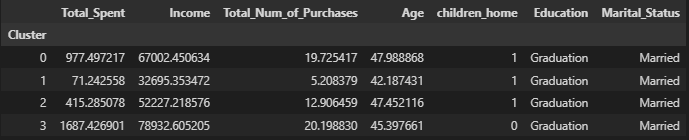 Total_Spent Income Total_Num_of_Purchases Age children_home Education Marital_Status
Cluster
0 977.497217 67002.450634 19.725417 47.988868 1 Graduation Married
1 71.242558 32695.353472 5.208379 42.187431 1 Graduation Married
2 415.285078 52227.218576 12.906459 47.452116 1 Graduation Married
3 1687.426901 78932.605205 20.198830 45.397661 0 Graduation Married